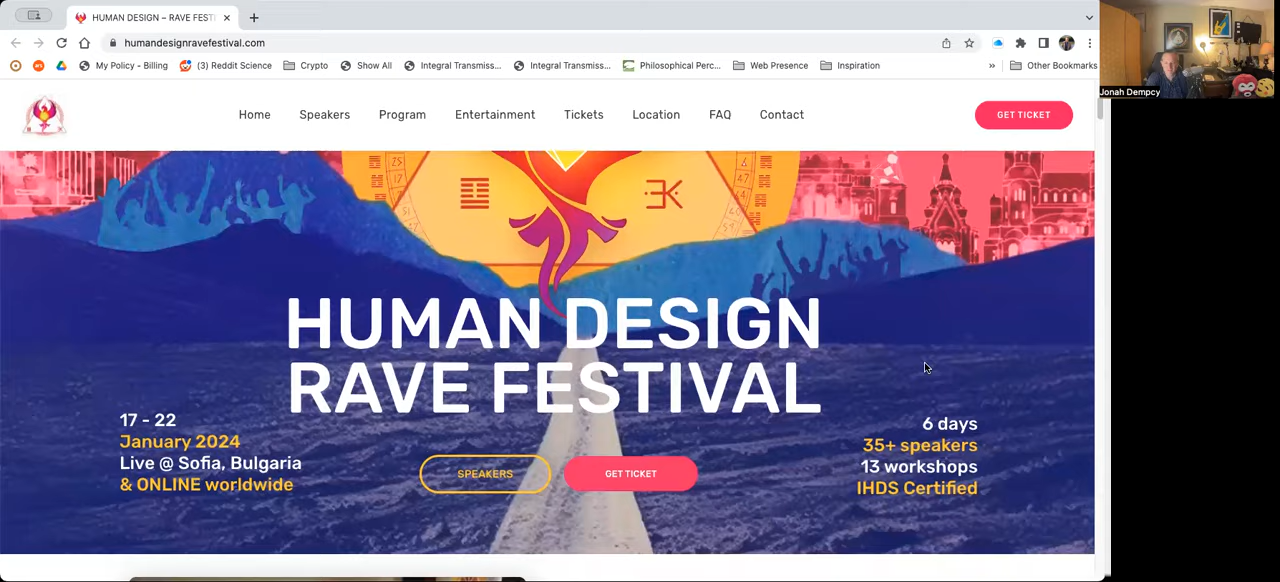 HUMAN DESIGN – RAVE FESTI
humandesignravefestival.com
My Policy – Billing
(3) Reddit Science
Crypto
Show All
Integral Transmiss...
Integral Transmiss...
Philosophical Perc...
Web Presence
Inspiration
»
Other Bookmarks
Jonah Dempcy
Home
Speakers
Program
Entertainment
Tickets
Location
FAQ
Contact
GET TICKET
HUMAN DESIGN
RAVE FESTIVAL
17 - 22
January 2024
Live @ Sofia, Bulgaria
& ONLINE worldwide
SPEAKERS
GET TICKET
6 days
35+ speakers
13 workshops
IHDS Certified